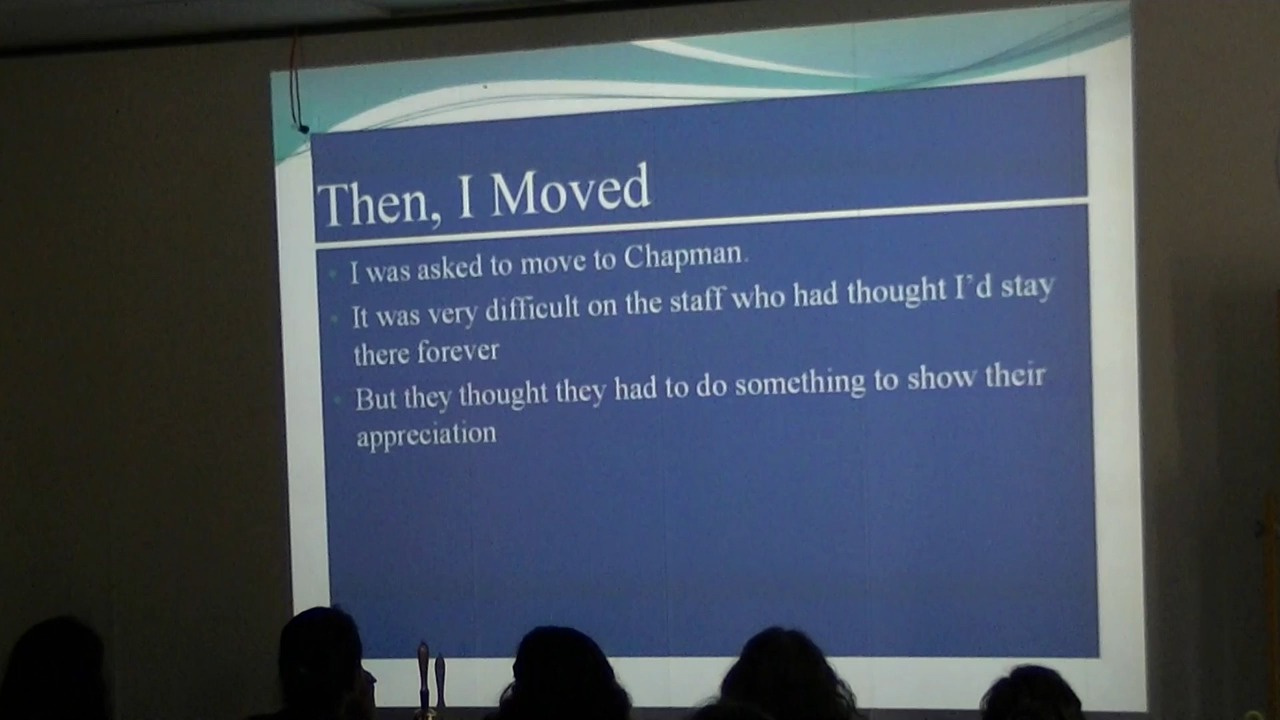 Then, I Moved
I was asked to move to Chapman.
It was very difficult on the staff who had thought I'd stay
there forever
But they thought they had to do something to show their
appreciation